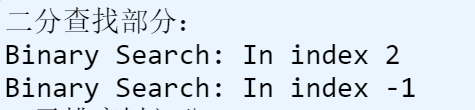 二分查找部分：
Binary Search: In index 2
Binary Search: In index -1